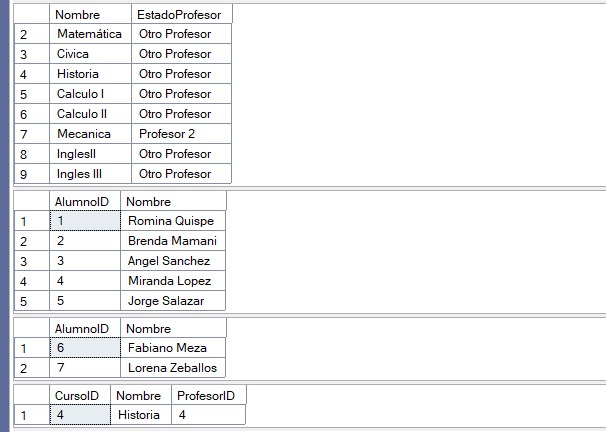 Nombre EstadoProfesor
2 Matemática Otro Profesor
3 Civica Otro Profesor
4 Historia Otro Profesor
5 Calculo I Otro Profesor
6 Calculo II Otro Profesor
7 Mecanica Profesor 2
8 InglesII Otro Profesor
9 Ingles III Otro Profesor
AlumnoID Nombre
1 1 Romina Quispe
2 2 Brenda Mamani
3 3 Angel Sanchez
4 4 Miranda Lopez
5 5 Jorge Salazar
AlumnoID Nombre
1 6 Fabiano Meza
2 7 Lorena Zeballos
CursoID Nombre ProfesorID
1 4 Historia 4